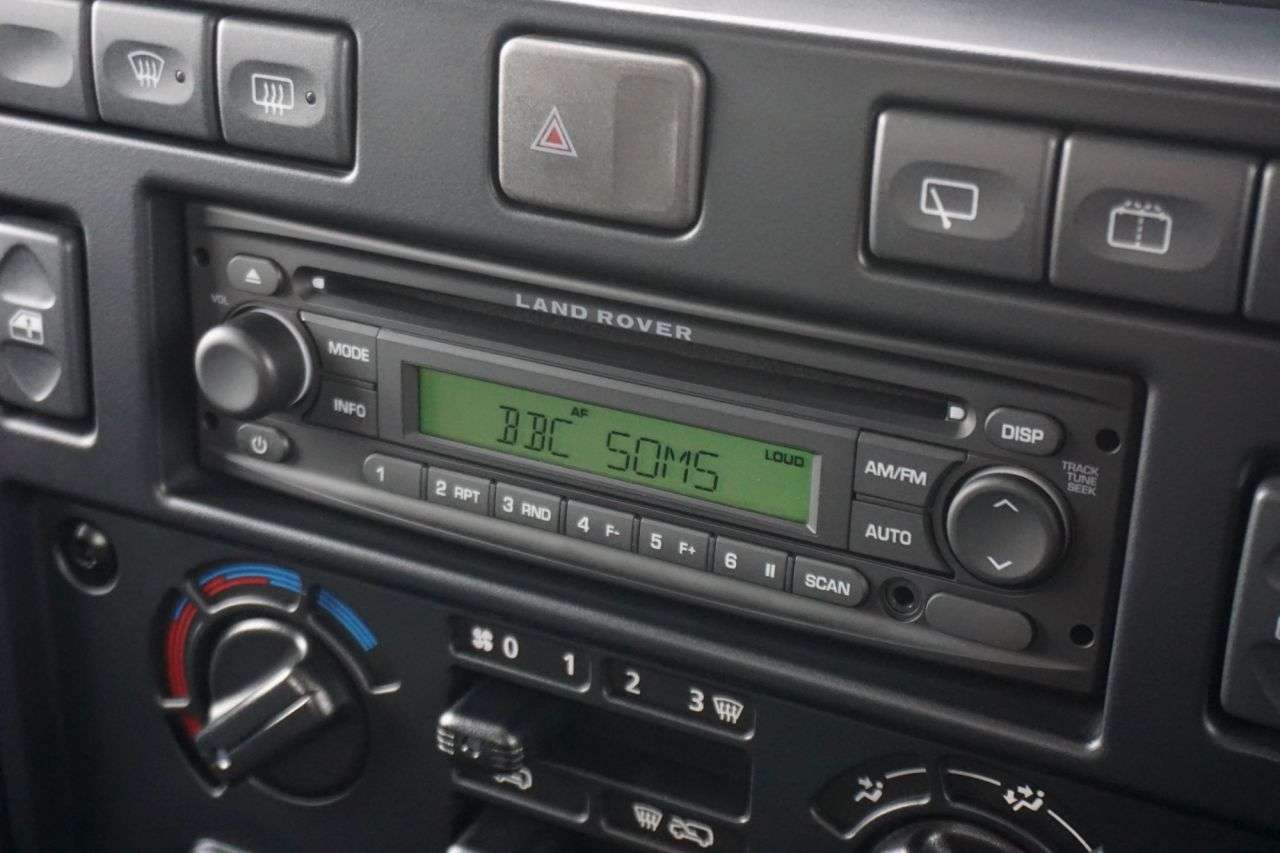 LAND ROVER
VOL
MODE
INFO
AF
BBC SOMS
LOUD
DISP
AM/FM
AUTO
TRACK
TUNE
SEEK
1
2 RPT
3 RND
4 F-
5 F+
6
SCAN
0 1 2 3